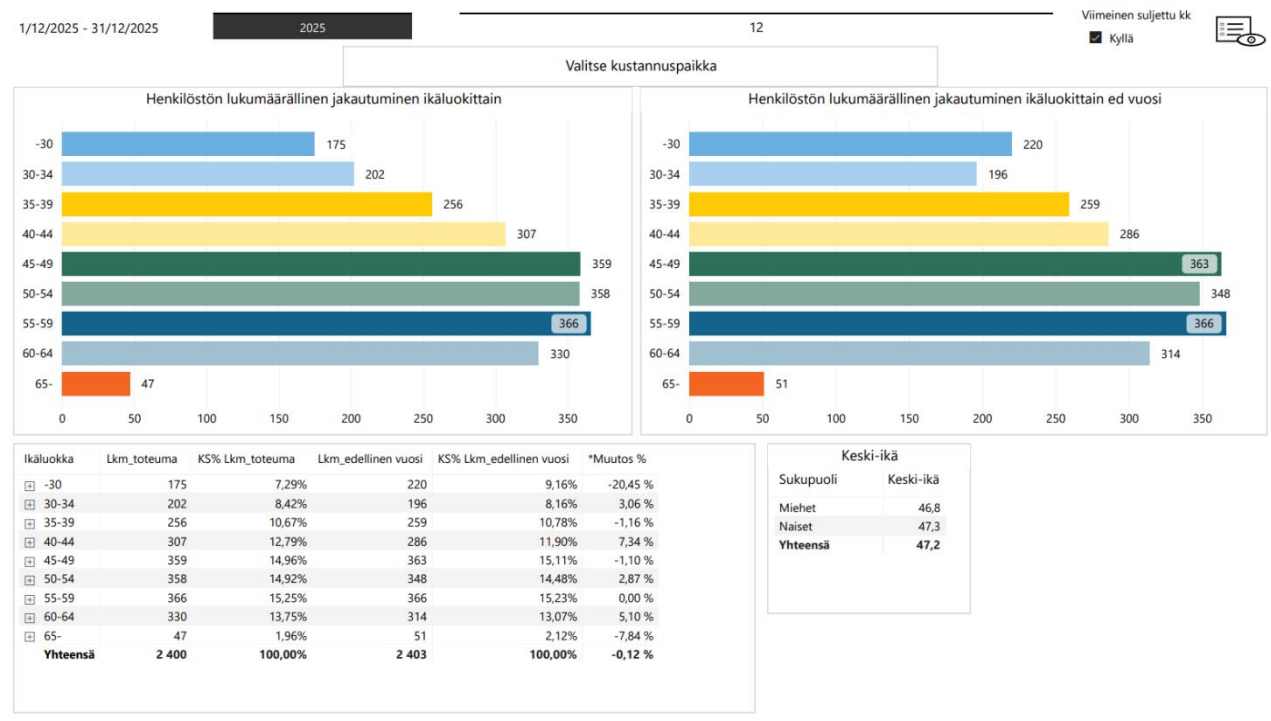 1/12/2025 - 31/12/2025
2025
12
Viimeinen suljettu kk
Kyllä
Valitse kustannuspaikka
Henkilöstön lukumäärällinen jakautuminen ikäluokittain
-30 175
30-34 202
35-39 256
40-44 307
45-49 359
50-54 358
55-59 366
60-64 330
65- 47
0 50 100 150 200 250 300 350
Henkilöstön lukumäärällinen jakautuminen ikäluokittain ed vuosi
-30 220
30-34 196
35-39 259
40-44 286
45-49 363
50-54 348
55-59 366
60-64 314
65- 51
0 50 100 150 200 250 300 350
Ikäluokka Lkm_toteuma KS% Lkm_toteuma Lkm_edellinen vuosi KS% Lkm_edellinen vuosi *Muutos %
-30 175 7,29% 220 9,16% -20,45 %
30-34 202 8,42% 196 8,16% 3,06 %
35-39 256 10,67% 259 10,78% -1,16 %
40-44 307 12,79% 286 11,90% 7,34 %
45-49 359 14,96% 363 15,11% -1,10 %
50-54 358 14,92% 348 14,48% 2,87 %
55-59 366 15,25% 366 15,23% 0,00 %
60-64 330 13,75% 314 13,07% 5,10 %
65- 47 1,96% 51 2,12% -7,84 %
Yhteensä 2 400 100,00% 2 403 100,00% -0,12 %
Keski-ikä
Sukupuoli Keski-ikä
Miehet 46,8
Naiset 47,3
Yhteensä 47,2